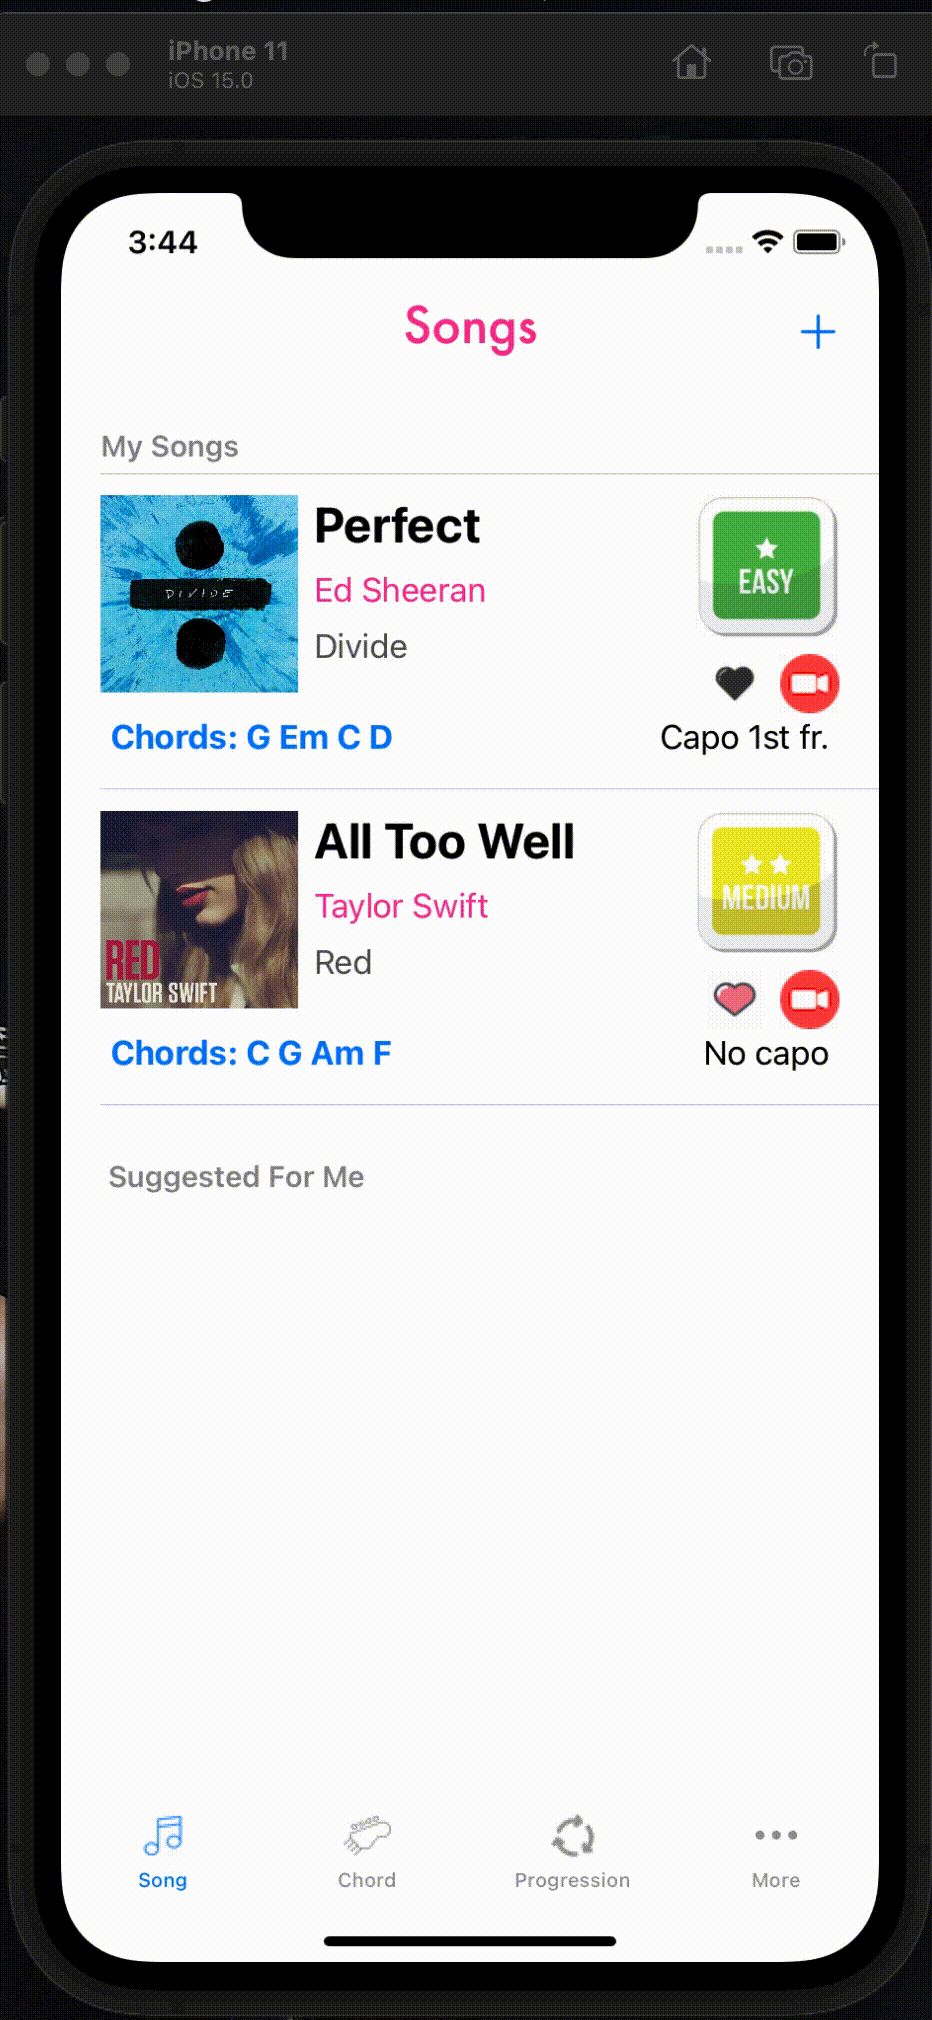 iPhone 11
iOS 15.0
3:44
Songs
My Songs
DIVIDE
Perfect
Ed Sheeran
Divide
EASY
Chords: G Em C D
Capo 1st fr.
RED
TAYLOR SWIFT
All Too Well
Taylor Swift
Red
MEDIUM
Chords: C G Am F
No capo
Suggested For Me
Song
Chord
Progression
More